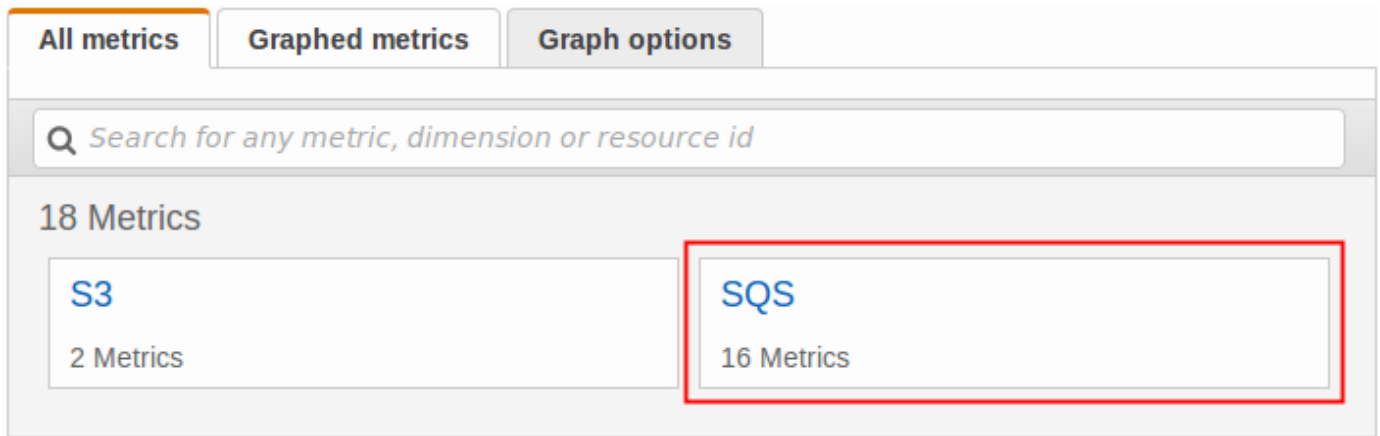 All metrics
Graphed metrics
Graph options
Search for any metric, dimension or resource id
18 Metrics
S3
2 Metrics
SQS
16 Metrics